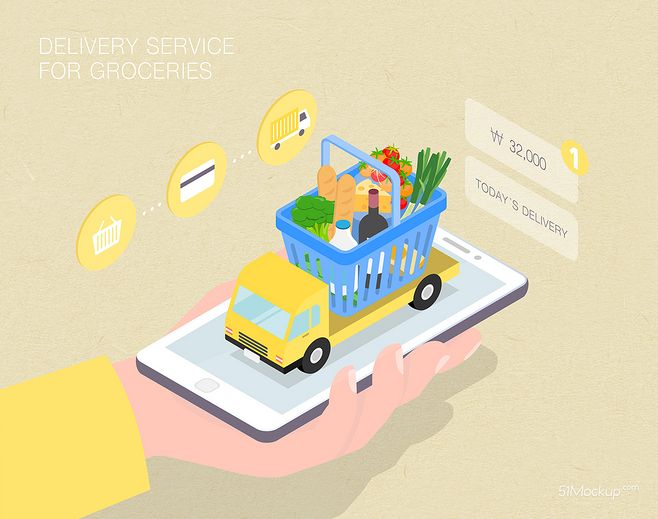 DELIVERY SERVICE
FOR GROCERIES
₩ 32,000
1
TODAY'S DELIVERY
51Mockup.com